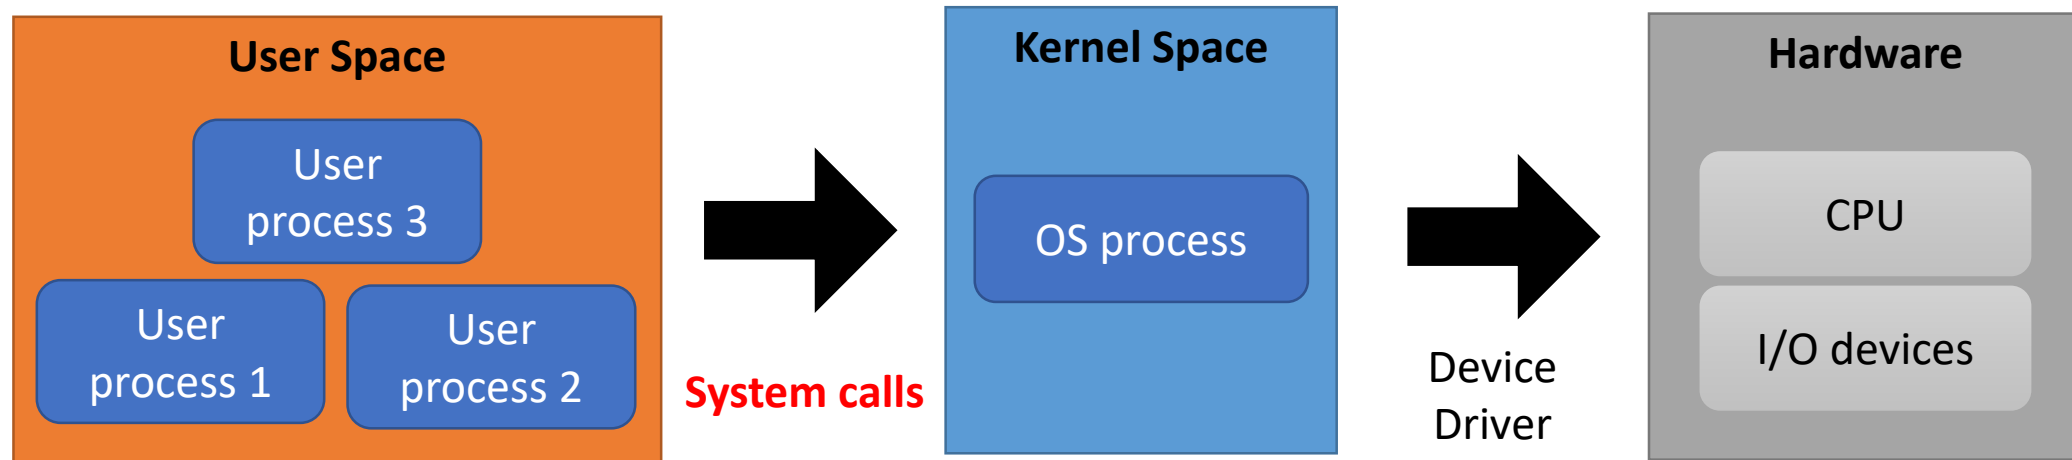 User Space
User
process 3
User
process 1
User
process 2
System calls
Kernel Space
OS process
Device
Driver
Hardware
CPU
I/O devices